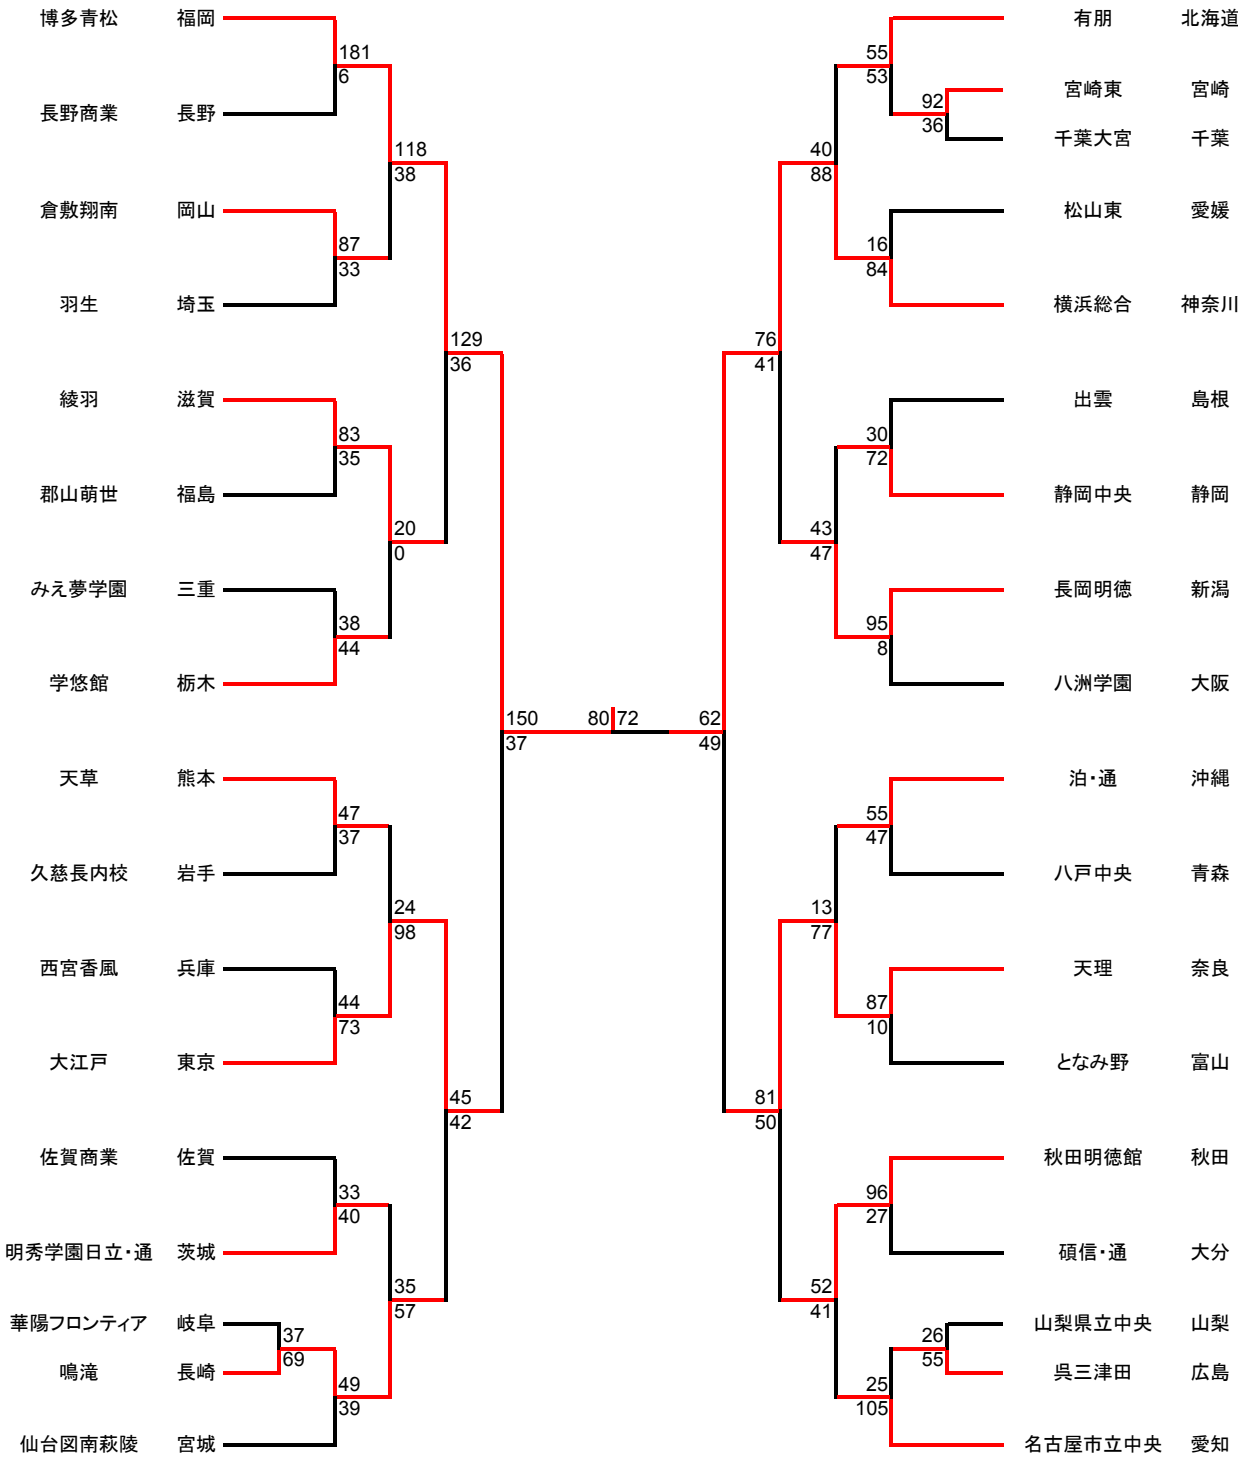 博多青松 福岡
181
6
長野商業 長野
118
38
倉敷翔南 岡山
87
33
羽生 埼玉
129
36
綾羽 滋賀
83
35
郡山萌世 福島
20
0
みえ夢学園 三重
38
44
学悠館 栃木
150
37
天草 熊本
47
37
久慈長内校 岩手
24
98
西宮香風 兵庫
44
73
大江戸 東京
45
42
佐賀商業 佐賀
33
40
明秀学園日立・通 茨城
35
57
華陽フロンティア 岐阜
37
69
鳴滝 長崎
49
39
仙台図南萩陵 宮城
80 72
有朋 北海道
55
53
宮崎東 宮崎
92
36
千葉大宮 千葉
40
88
松山東 愛媛
16
84
横浜総合 神奈川
76
41
出雲 島根
30
72
静岡中央 静岡
43
47
長岡明徳 新潟
95
8
八洲学園 大阪
62
49
泊・通 沖縄
55
47
八戸中央 青森
13
77
天理 奈良
87
10
となみ野 富山
81
50
秋田明徳館 秋田
96
27
碩信・通 大分
52
41
山梨県立中央 山梨
26
55
呉三津田 広島
25
105
名古屋市立中央 愛知